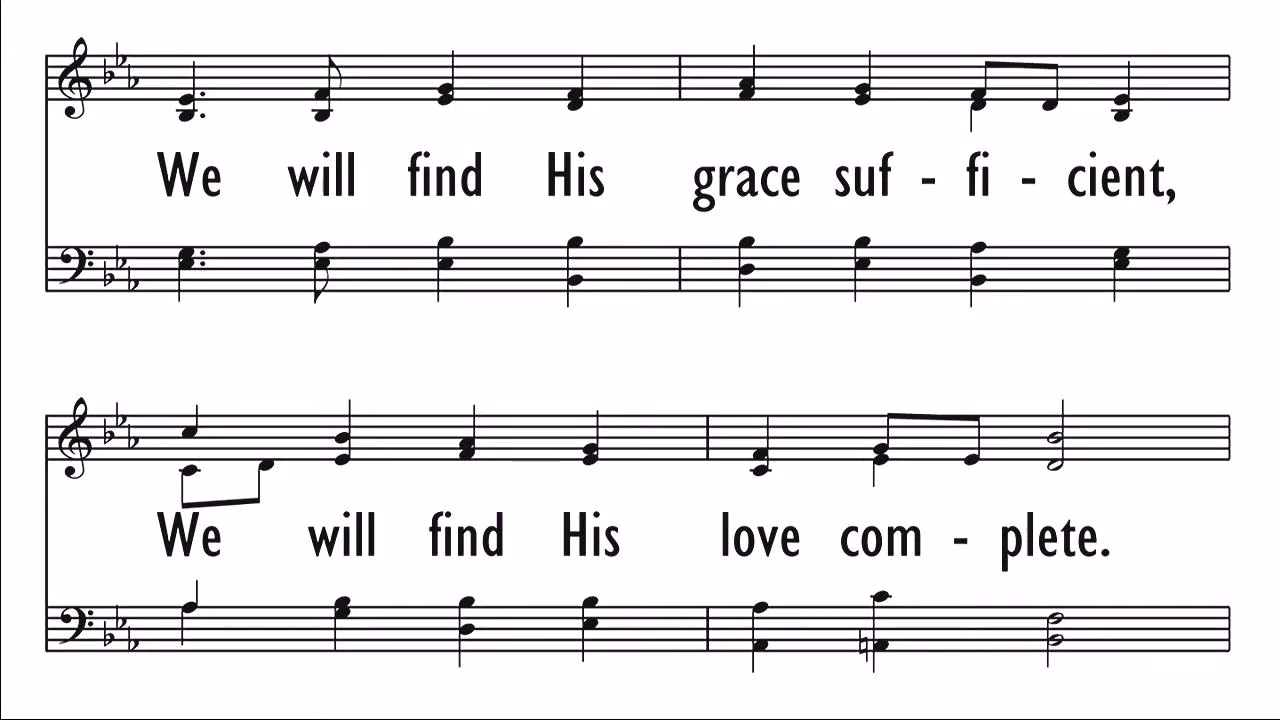 We will find His grace suf - fi - cient,
We will find His love com - plete.